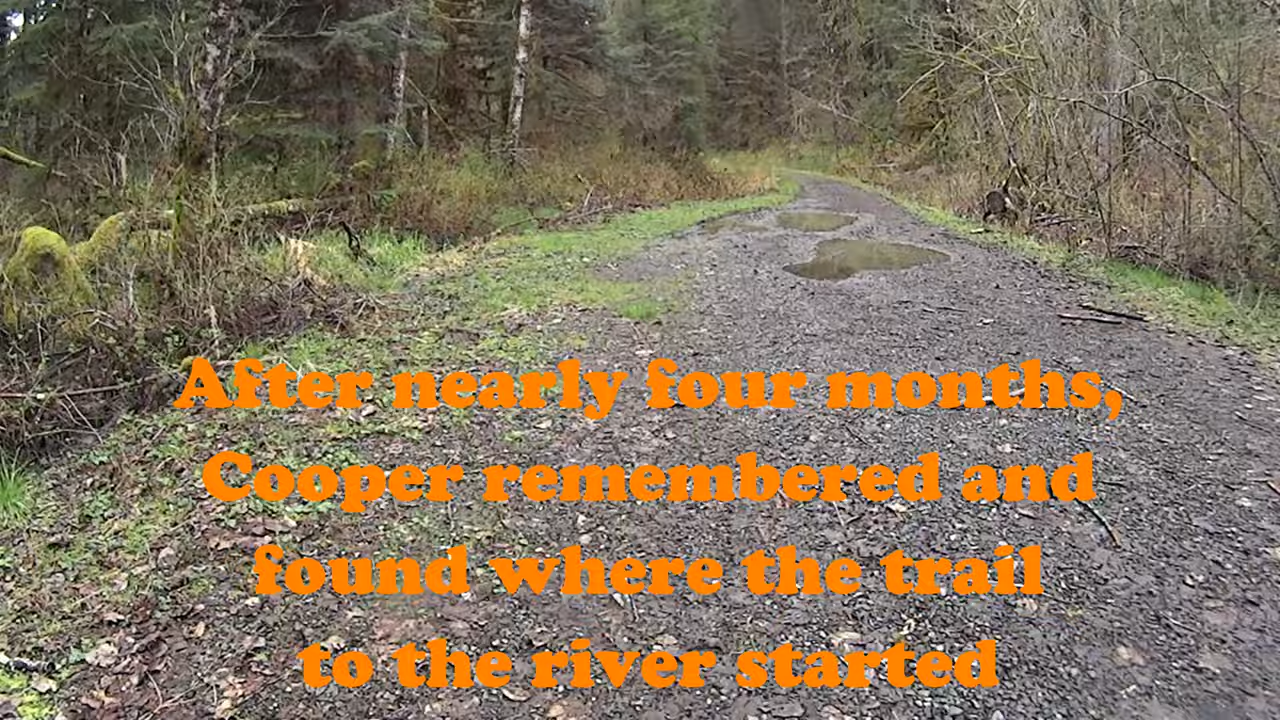 After nearly four months,
Cooper remembered and
found where the trail
to the river started